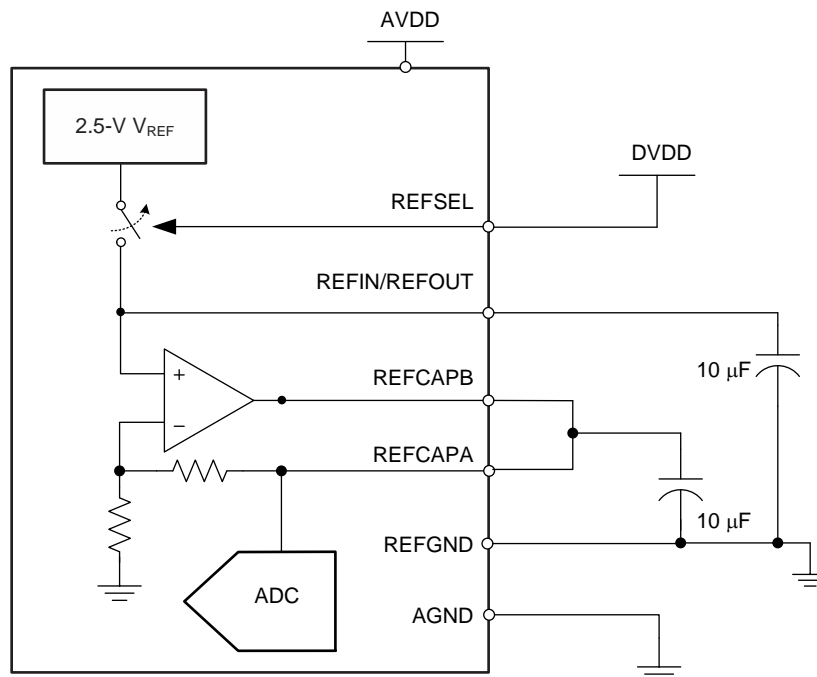 AVDD
2.5-V VREF
DVDD
REFSEL
REFIN/REFOUT
10 μF
+
REFCAPB
−
REFCAPA
10 μF
REFGND
ADC
AGND